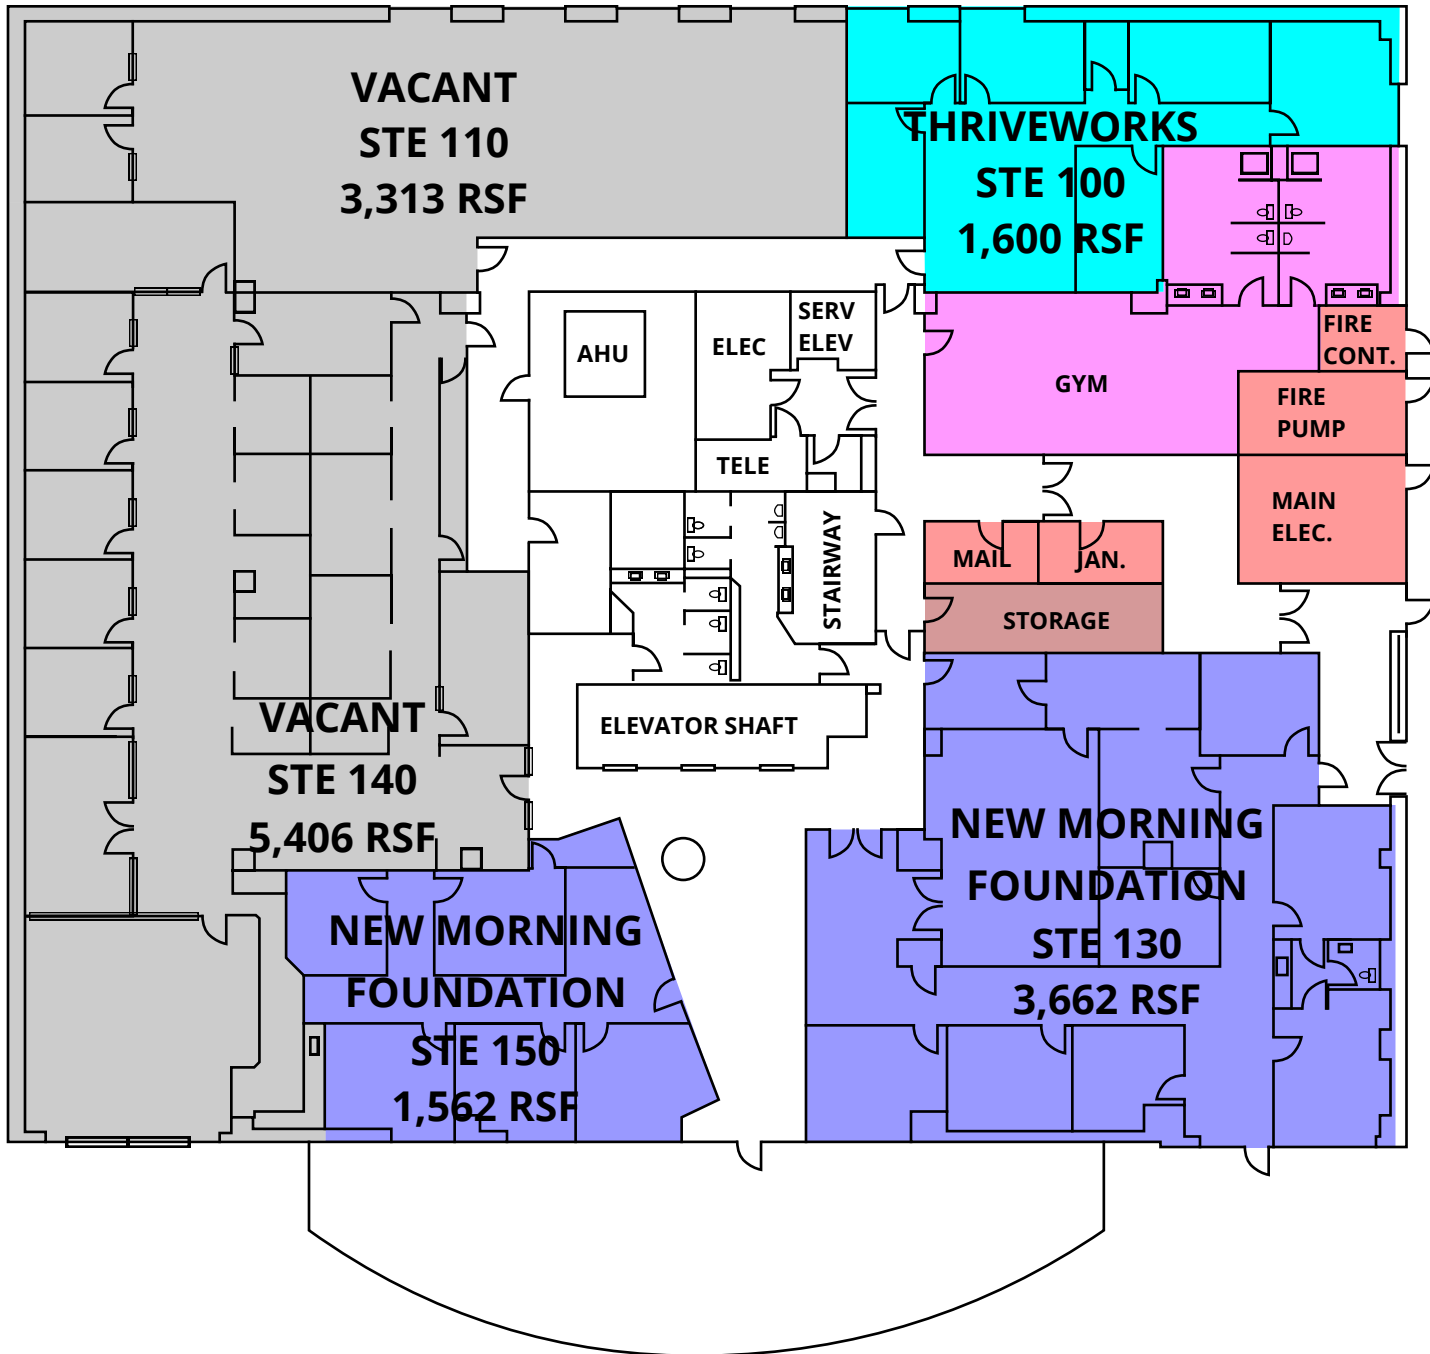 VACANT
STE 110
3,313 RSF
THRIVEWORKS
STE 100
1,600 RSF
SERV
ELEV
ELEC
AHU
TELE
GYM
FIRE
CONT.
FIRE
PUMP
MAIN
ELEC.
MAIL
JAN.
STORAGE
STAIRWAY
ELEVATOR SHAFT
VACANT
STE 140
5,406 RSF
NEW MORNING
FOUNDATION
STE 130
3,662 RSF
NEW MORNING
FOUNDATION
STE 150
1,562 RSF